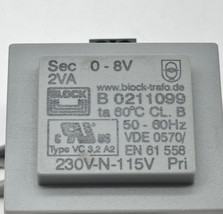 Sec 0-8V
2VA
www.block-trafo.de
BLOCK
B 0211099
ta 60°C CL. B
50-60Hz
VDE 0570/
Type VC 3,2 A2
EN 61 558
230V-N-115V Pri